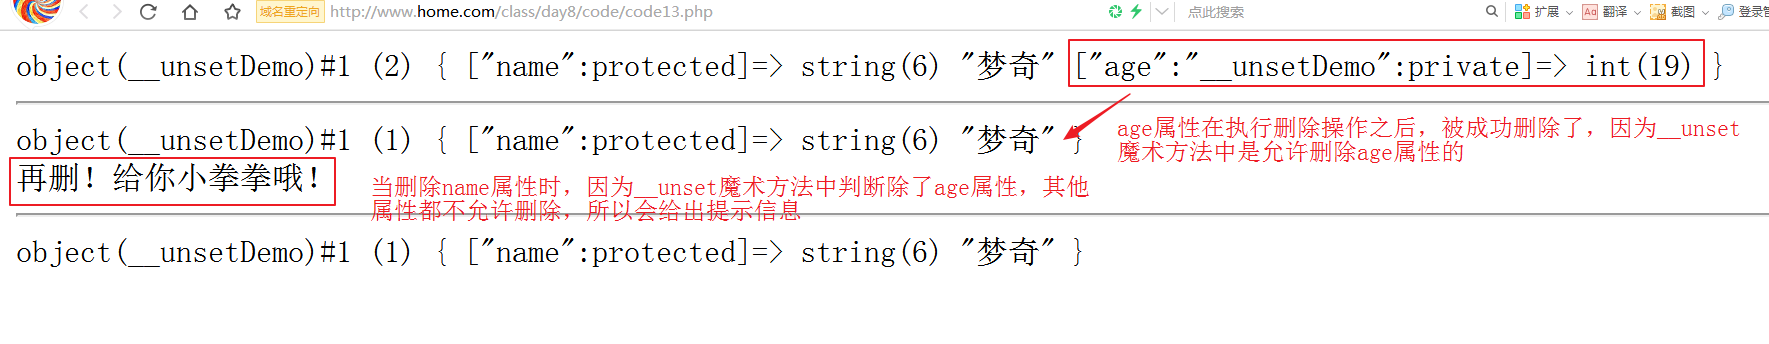 域名重定向 http://www.home.com/class/day8/code/code13.php 点此搜索 扩展 翻译 截图 登录管
object(__unsetDemo)#1 (2) { ["name":protected]=> string(6) "梦奇" ["age":"__unsetDemo":private]=> int(19) }
object(__unsetDemo)#1 (1) { ["name":protected]=> string(6) "梦奇" }
age属性在执行删除操作之后，被成功删除了，因为__unset
魔术方法中是允许删除age属性的
再删！给你小拳拳哦！
当删除name属性时，因为__unset魔术方法中判断除了age属性，其他
属性都不允许删除，所以会给出提示信息
object(__unsetDemo)#1 (1) { ["name":protected]=> string(6) "梦奇" }